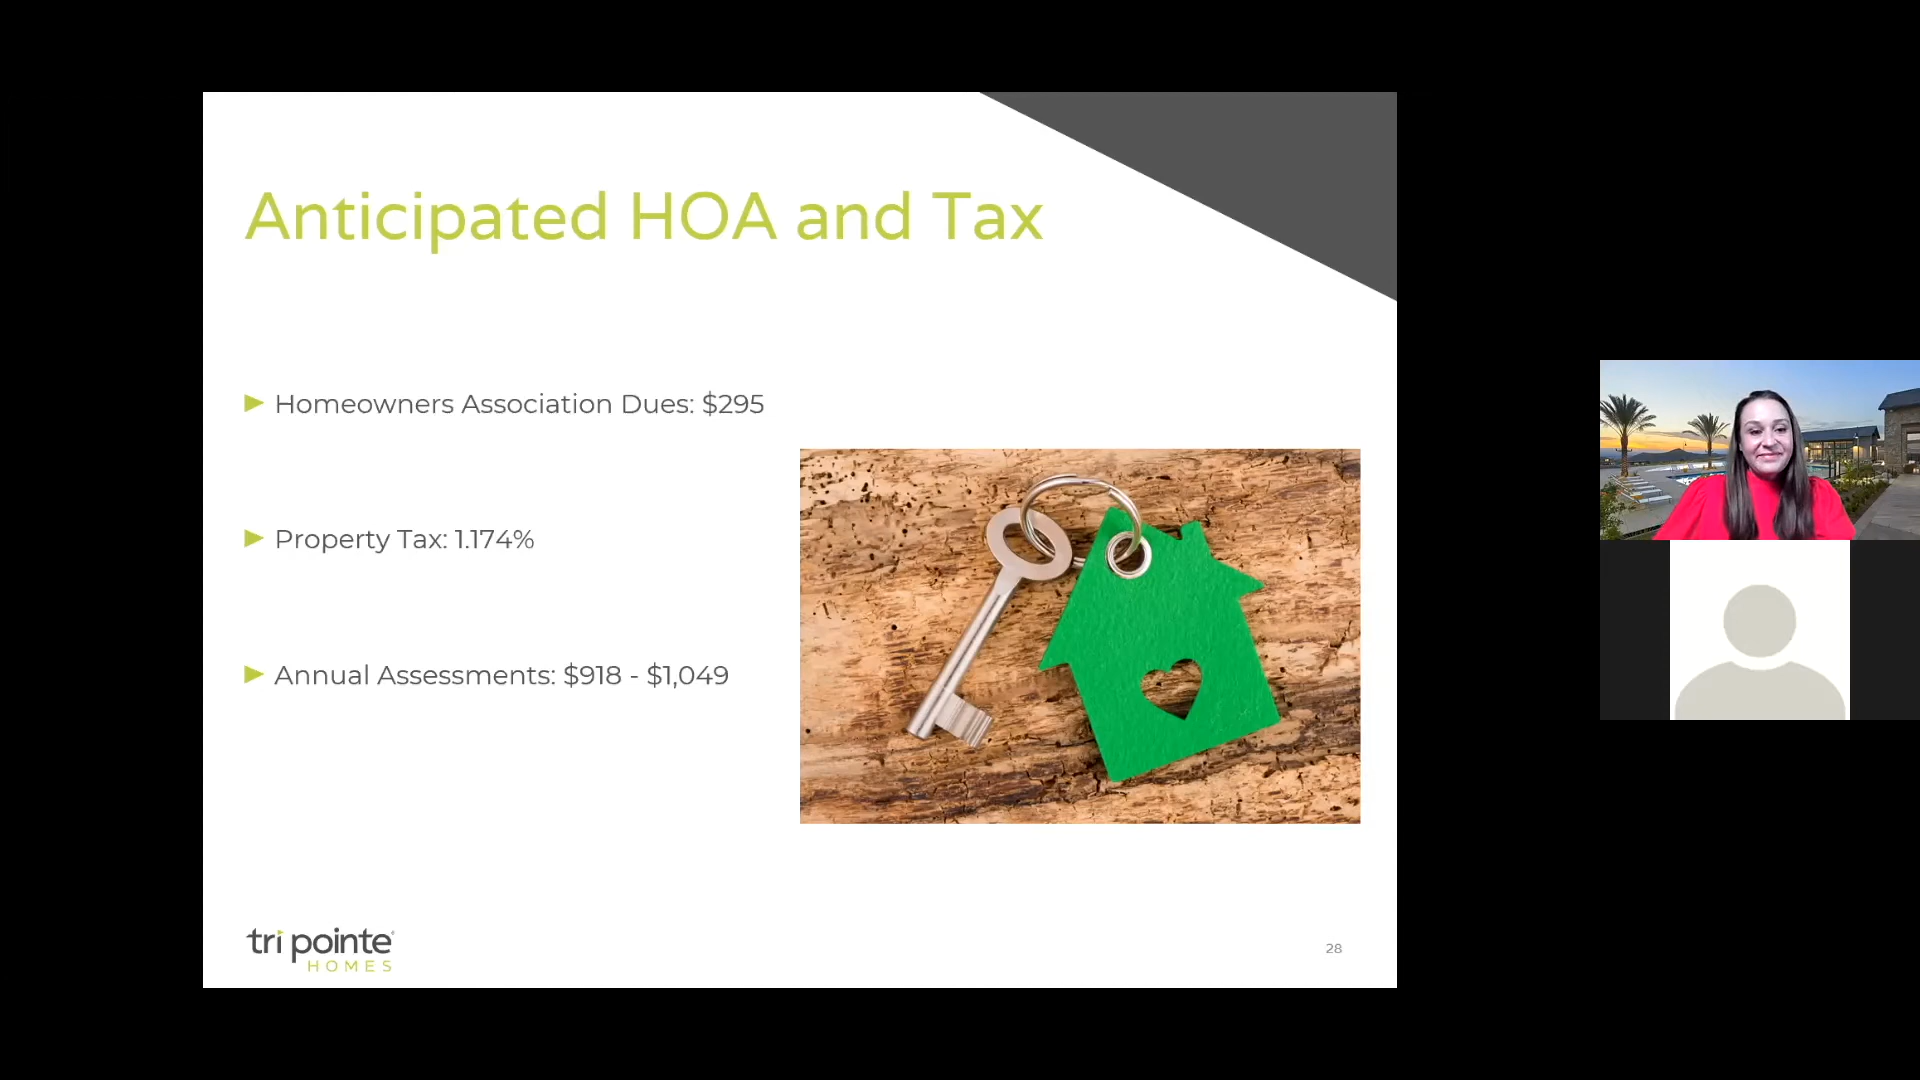 Anticipated HOA and Tax
Homeowners Association Dues: $295
Property Tax: 1.174%
Annual Assessments: $918 - $1,049
tri pointe
HOMES
28